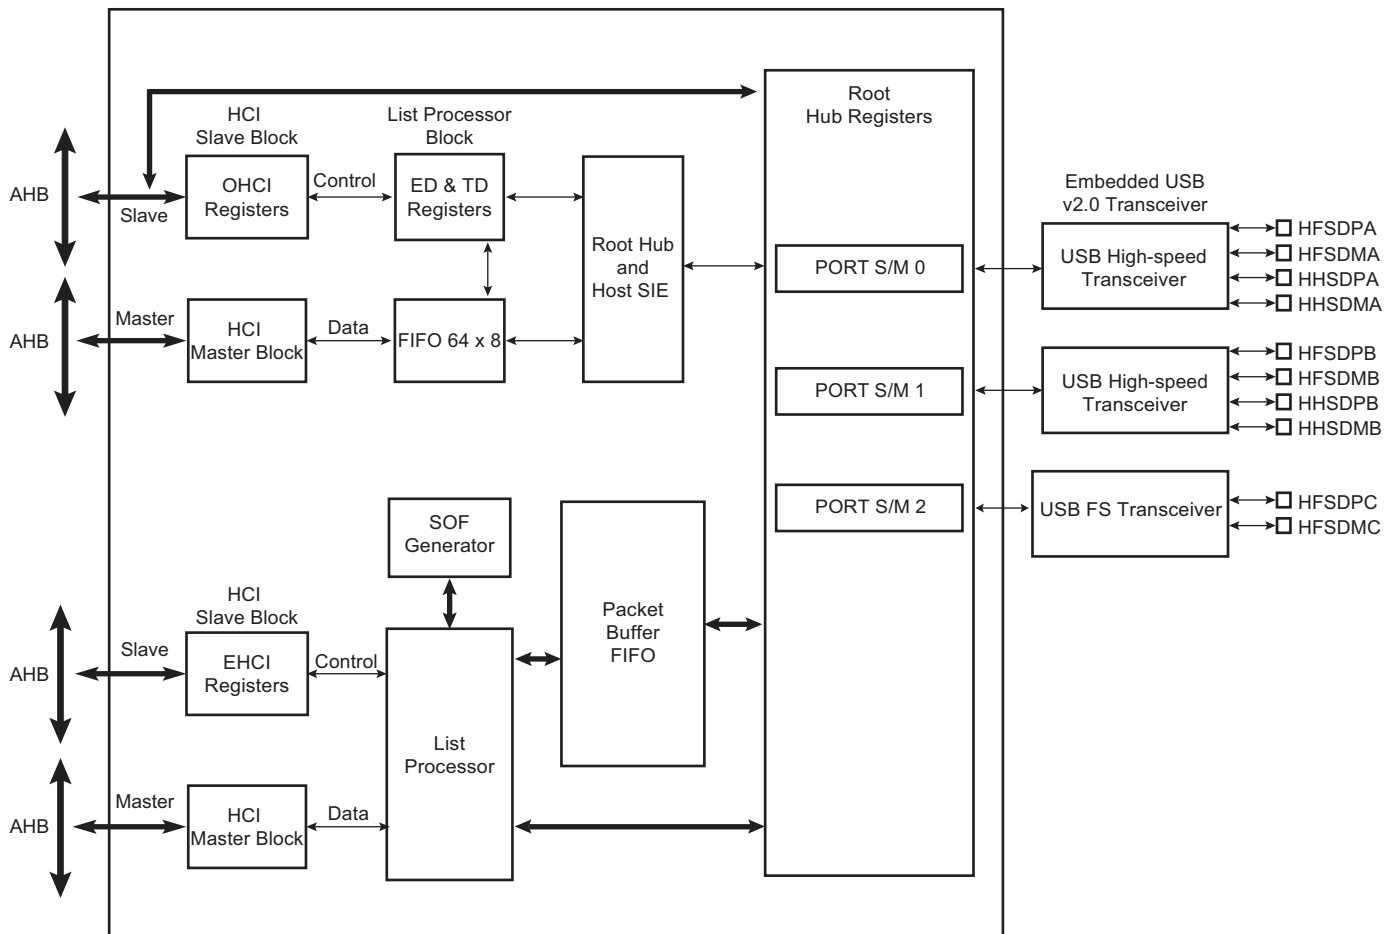 Root
Hub Registers
HCI
Slave Block
List Processor
Block
AHB
Slave
OHCI
Registers
Control
ED & TD
Registers
Root Hub
and
Host SIE
Embedded USB
v2.0 Transceiver
PORT S/M 0
USB High-speed
Transceiver
HFSDPA
HFSDMA
HHSDPA
HHSDMA
AHB
Master
HCI
Master Block
Data
FIFO 64 x 8
PORT S/M 1
USB High-speed
Transceiver
HFSDPB
HFSDMB
HHSDPB
HHSDMB
PORT S/M 2
USB FS Transceiver
HFSDPC
HFSDMC
SOF
Generator
HCI
Slave Block
AHB
Slave
EHCI
Registers
Control
Packet
Buffer
FIFO
List
Processor
AHB
Master
HCI
Master Block
Data